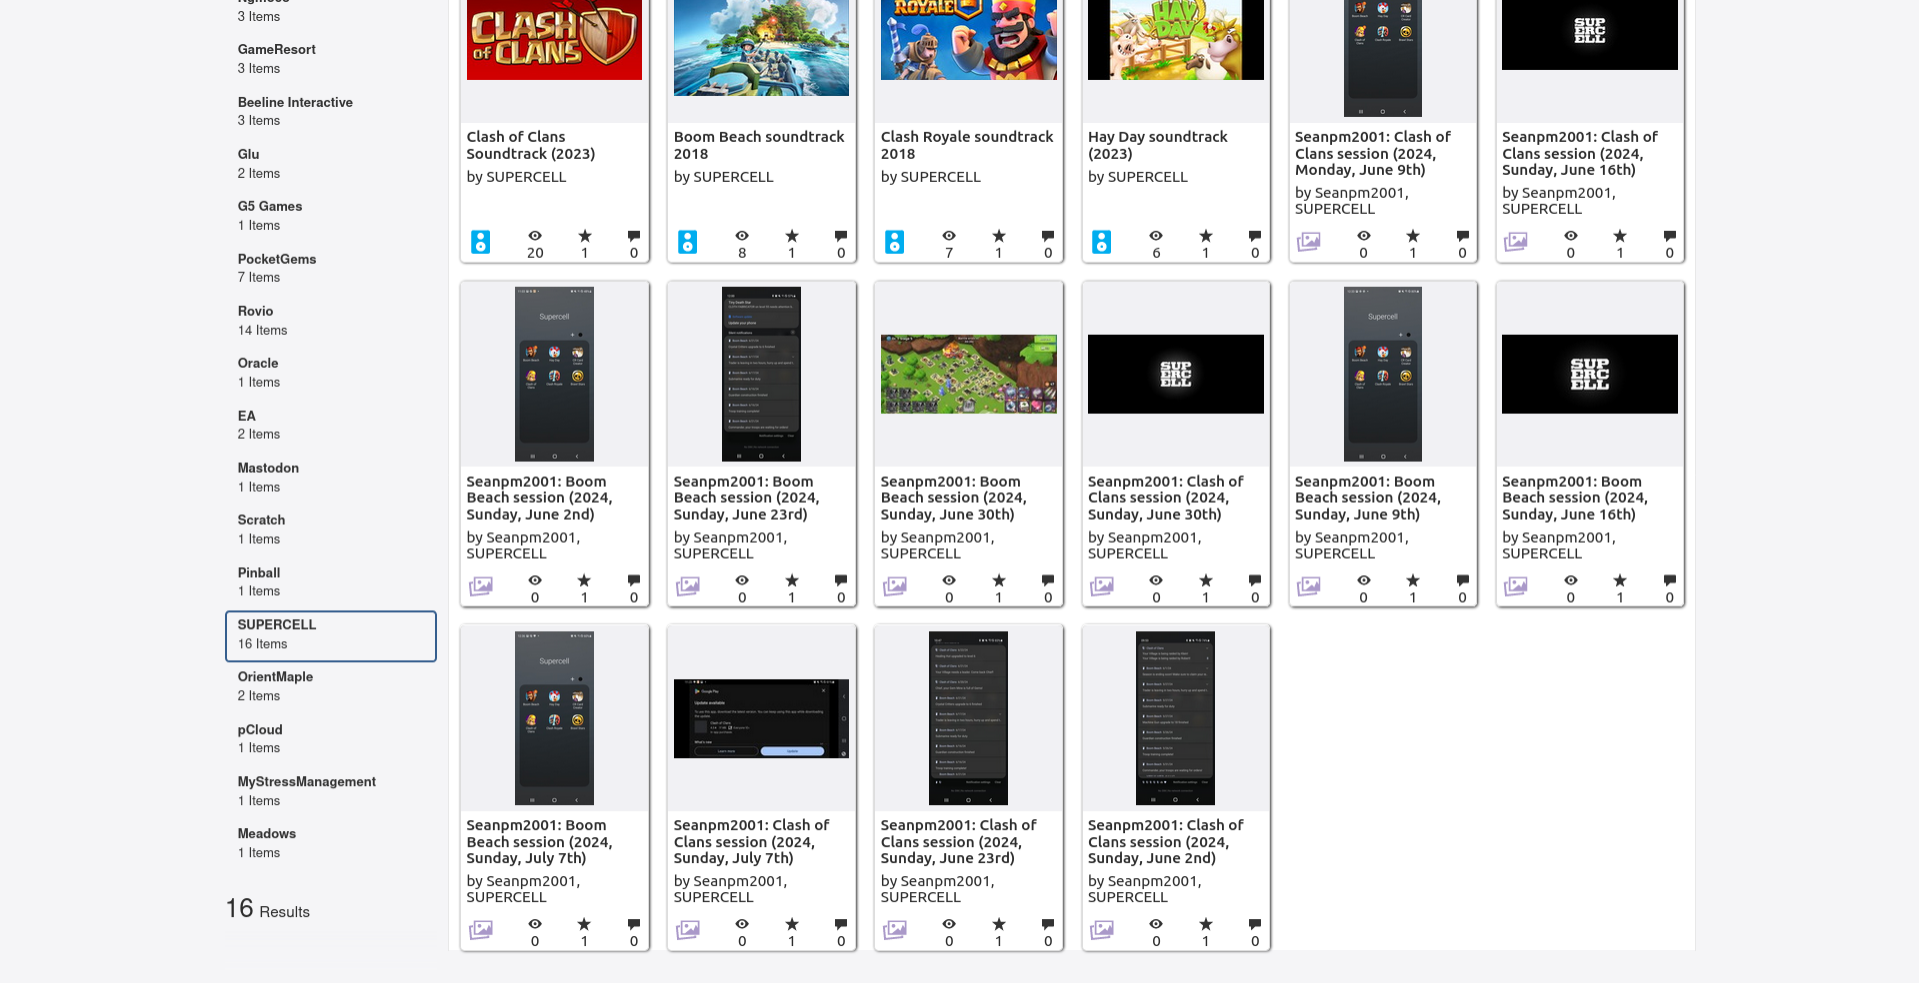 3 Items
GameResort
3 Items
Beeline Interactive
3 Items
Glu
2 Items
G5 Games
1 Items
PocketGems
7 Items
Rovio
14 Items
Oracle
1 Items
EA
2 Items
Mastodon
1 Items
Scratch
1 Items
Pinball
1 Items
SUPERCELL
16 Items
OrientMaple
2 Items
pCloud
1 Items
MyStressManagement
1 Items
Meadows
1 Items
16 Results
CLASH
OF CLANS
ROYALE
HAY
DAY
SUP
ERC
ELL
Clash of Clans
Soundtrack (2023)
by SUPERCELL
20 1 0
Boom Beach soundtrack
2018
by SUPERCELL
8 1 0
Clash Royale soundtrack
2018
by SUPERCELL
7 1 0
Hay Day soundtrack
(2023)
by SUPERCELL
6 1 0
Seanpm2001: Clash of
Clans session (2024,
Monday, June 9th)
by Seanpm2001,
SUPERCELL
0 1 0
Seanpm2001: Clash of
Clans session (2024,
Sunday, June 16th)
by Seanpm2001,
SUPERCELL
0 1 0
Supercell
Seanpm2001: Boom
Beach session (2024,
Sunday, June 2nd)
by Seanpm2001,
SUPERCELL
0 1 0
Seanpm2001: Boom
Beach session (2024,
Sunday, June 23rd)
by Seanpm2001,
SUPERCELL
0 1 0
Seanpm2001: Boom
Beach session (2024,
Sunday, June 30th)
by Seanpm2001,
SUPERCELL
0 1 0
SUP
ERC
ELL
Seanpm2001: Clash of
Clans session (2024,
Sunday, June 30th)
by Seanpm2001,
SUPERCELL
0 1 0
Supercell
Seanpm2001: Boom
Beach session (2024,
Sunday, June 9th)
by Seanpm2001,
SUPERCELL
0 1 0
SUP
ERC
ELL
Seanpm2001: Boom
Beach session (2024,
Sunday, June 16th)
by Seanpm2001,
SUPERCELL
0 1 0
Supercell
Seanpm2001: Boom
Beach session (2024,
Sunday, July 7th)
by Seanpm2001,
SUPERCELL
0 1 0
Google Play
Update available
Seanpm2001: Clash of
Clans session (2024,
Sunday, July 7th)
by Seanpm2001,
SUPERCELL
0 1 0
Seanpm2001: Clash of
Clans session (2024,
Sunday, June 23rd)
by Seanpm2001,
SUPERCELL
0 1 0
Seanpm2001: Clash of
Clans session (2024,
Sunday, June 2nd)
by Seanpm2001,
SUPERCELL
0 1 0